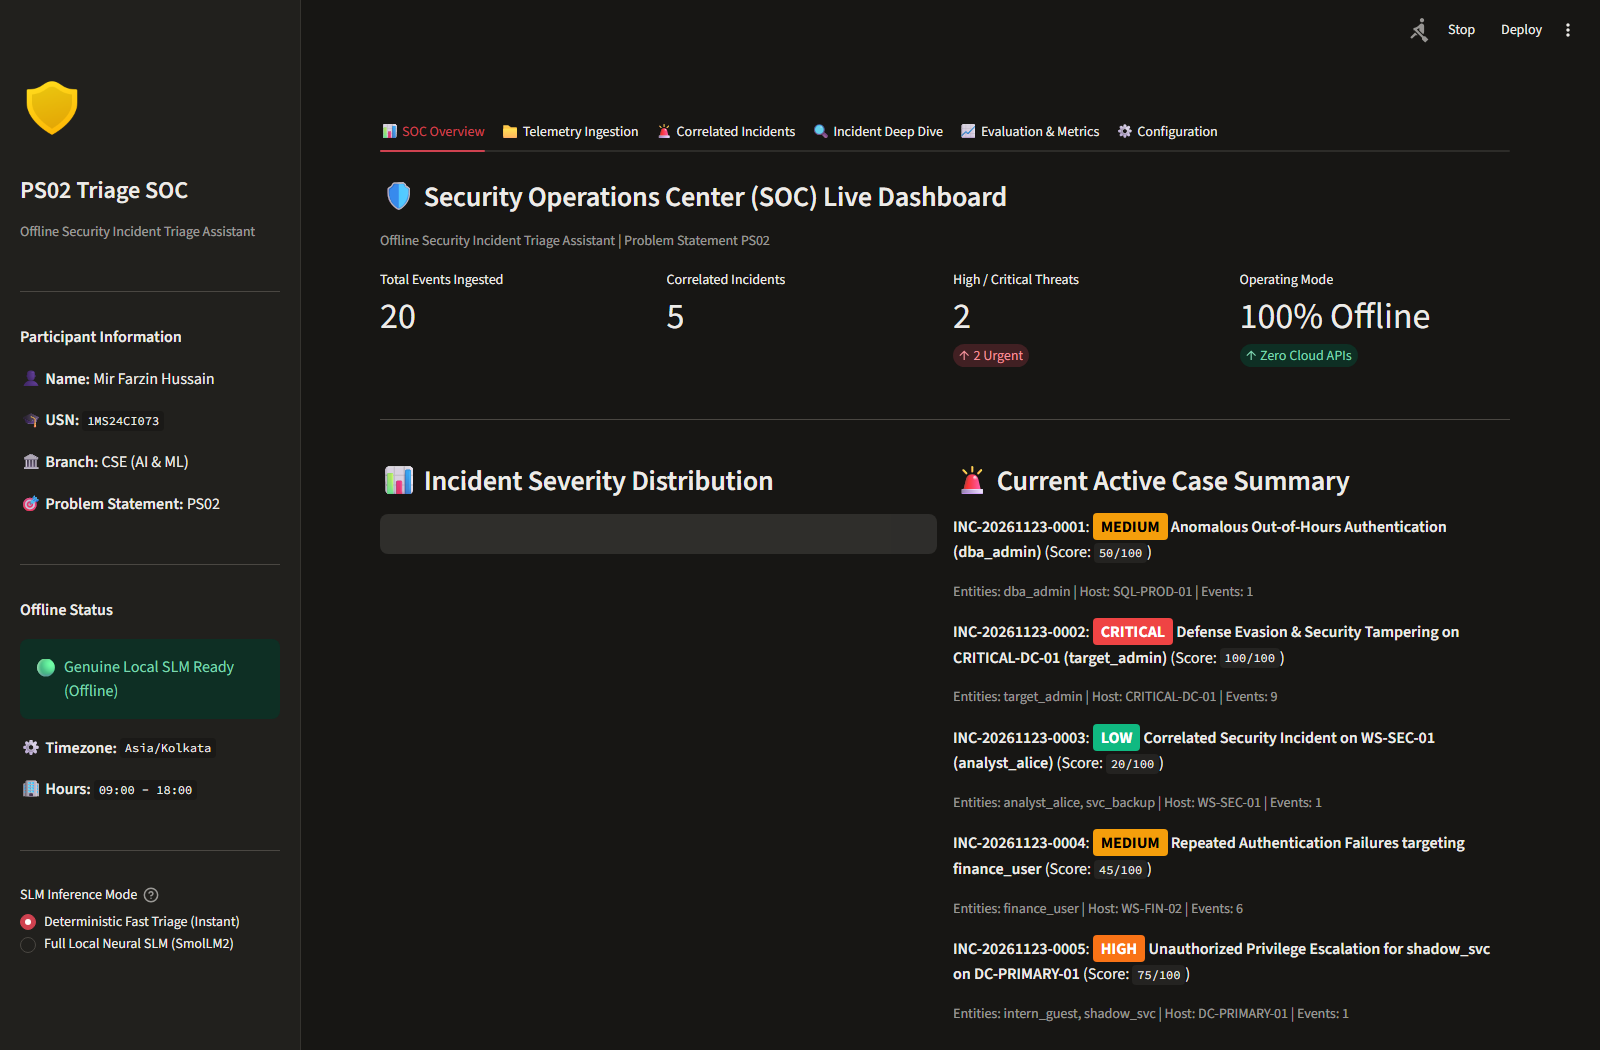 Stop
Deploy
PS02 Triage SOC
Offline Security Incident Triage Assistant
Participant Information
Name: Mir Farzin Hussain
USN: 1MS24CI073
Branch: CSE (AI & ML)
Problem Statement: PS02
Offline Status
Genuine Local SLM Ready
(Offline)
Timezone: Asia/Kolkata
Hours: 09:00 - 18:00
SLM Inference Mode
Deterministic Fast Triage (Instant)
Full Local Neural SLM (SmolLM2)
SOC Overview
Telemetry Ingestion
Correlated Incidents
Incident Deep Dive
Evaluation & Metrics
Configuration
Security Operations Center (SOC) Live Dashboard
Offline Security Incident Triage Assistant | Problem Statement PS02
Total Events Ingested
20
Correlated Incidents
5
High / Critical Threats
2
↑ 2 Urgent
Operating Mode
100% Offline
↑ Zero Cloud APIs
Incident Severity Distribution
Current Active Case Summary
INC-20261123-0001: MEDIUM Anomalous Out-of-Hours Authentication
(dba_admin) (Score: 50/100 )
Entities: dba_admin | Host: SQL-PROD-01 | Events: 1
INC-20261123-0002: CRITICAL Defense Evasion & Security Tampering on
CRITICAL-DC-01 (target_admin) (Score: 100/100 )
Entities: target_admin | Host: CRITICAL-DC-01 | Events: 9
INC-20261123-0003: LOW Correlated Security Incident on WS-SEC-01
(analyst_alice) (Score: 20/100 )
Entities: analyst_alice, svc_backup | Host: WS-SEC-01 | Events: 1
INC-20261123-0004: MEDIUM Repeated Authentication Failures targeting
finance_user (Score: 45/100 )
Entities: finance_user | Host: WS-FIN-02 | Events: 6
INC-20261123-0005: HIGH Unauthorized Privilege Escalation for shadow_svc
on DC-PRIMARY-01 (Score: 75/100 )
Entities: intern_guest, shadow_svc | Host: DC-PRIMARY-01 | Events: 1